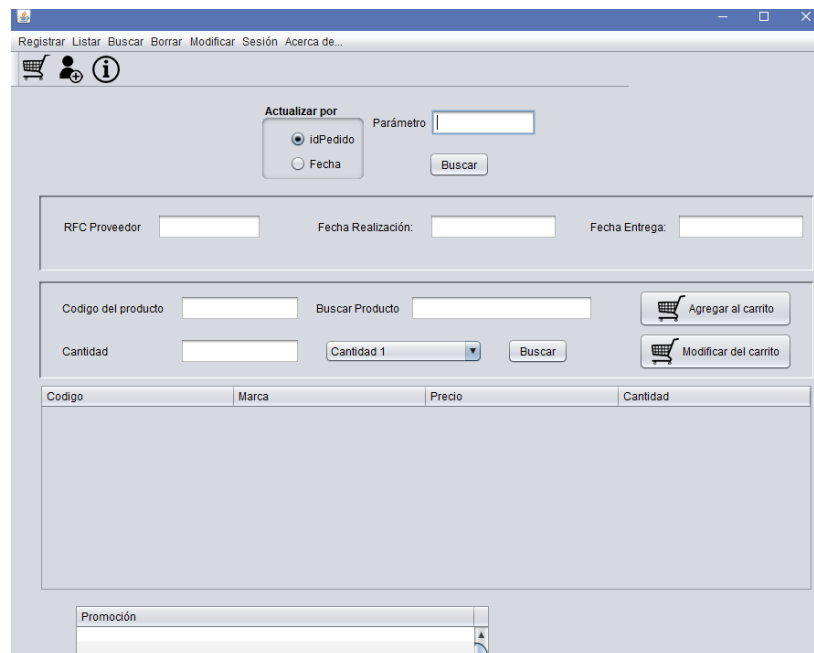 Registrar Listar Buscar Borrar Modificar Sesión Acerca de...
Actualizar por
Parámetro
idPedido
Fecha
Buscar
RFC Proveedor Fecha Realización: Fecha Entrega:
Codigo del producto Buscar Producto Agregar al carrito
Cantidad Cantidad 1 Buscar Modificar del carrito
Codigo Marca Precio Cantidad
Promoción